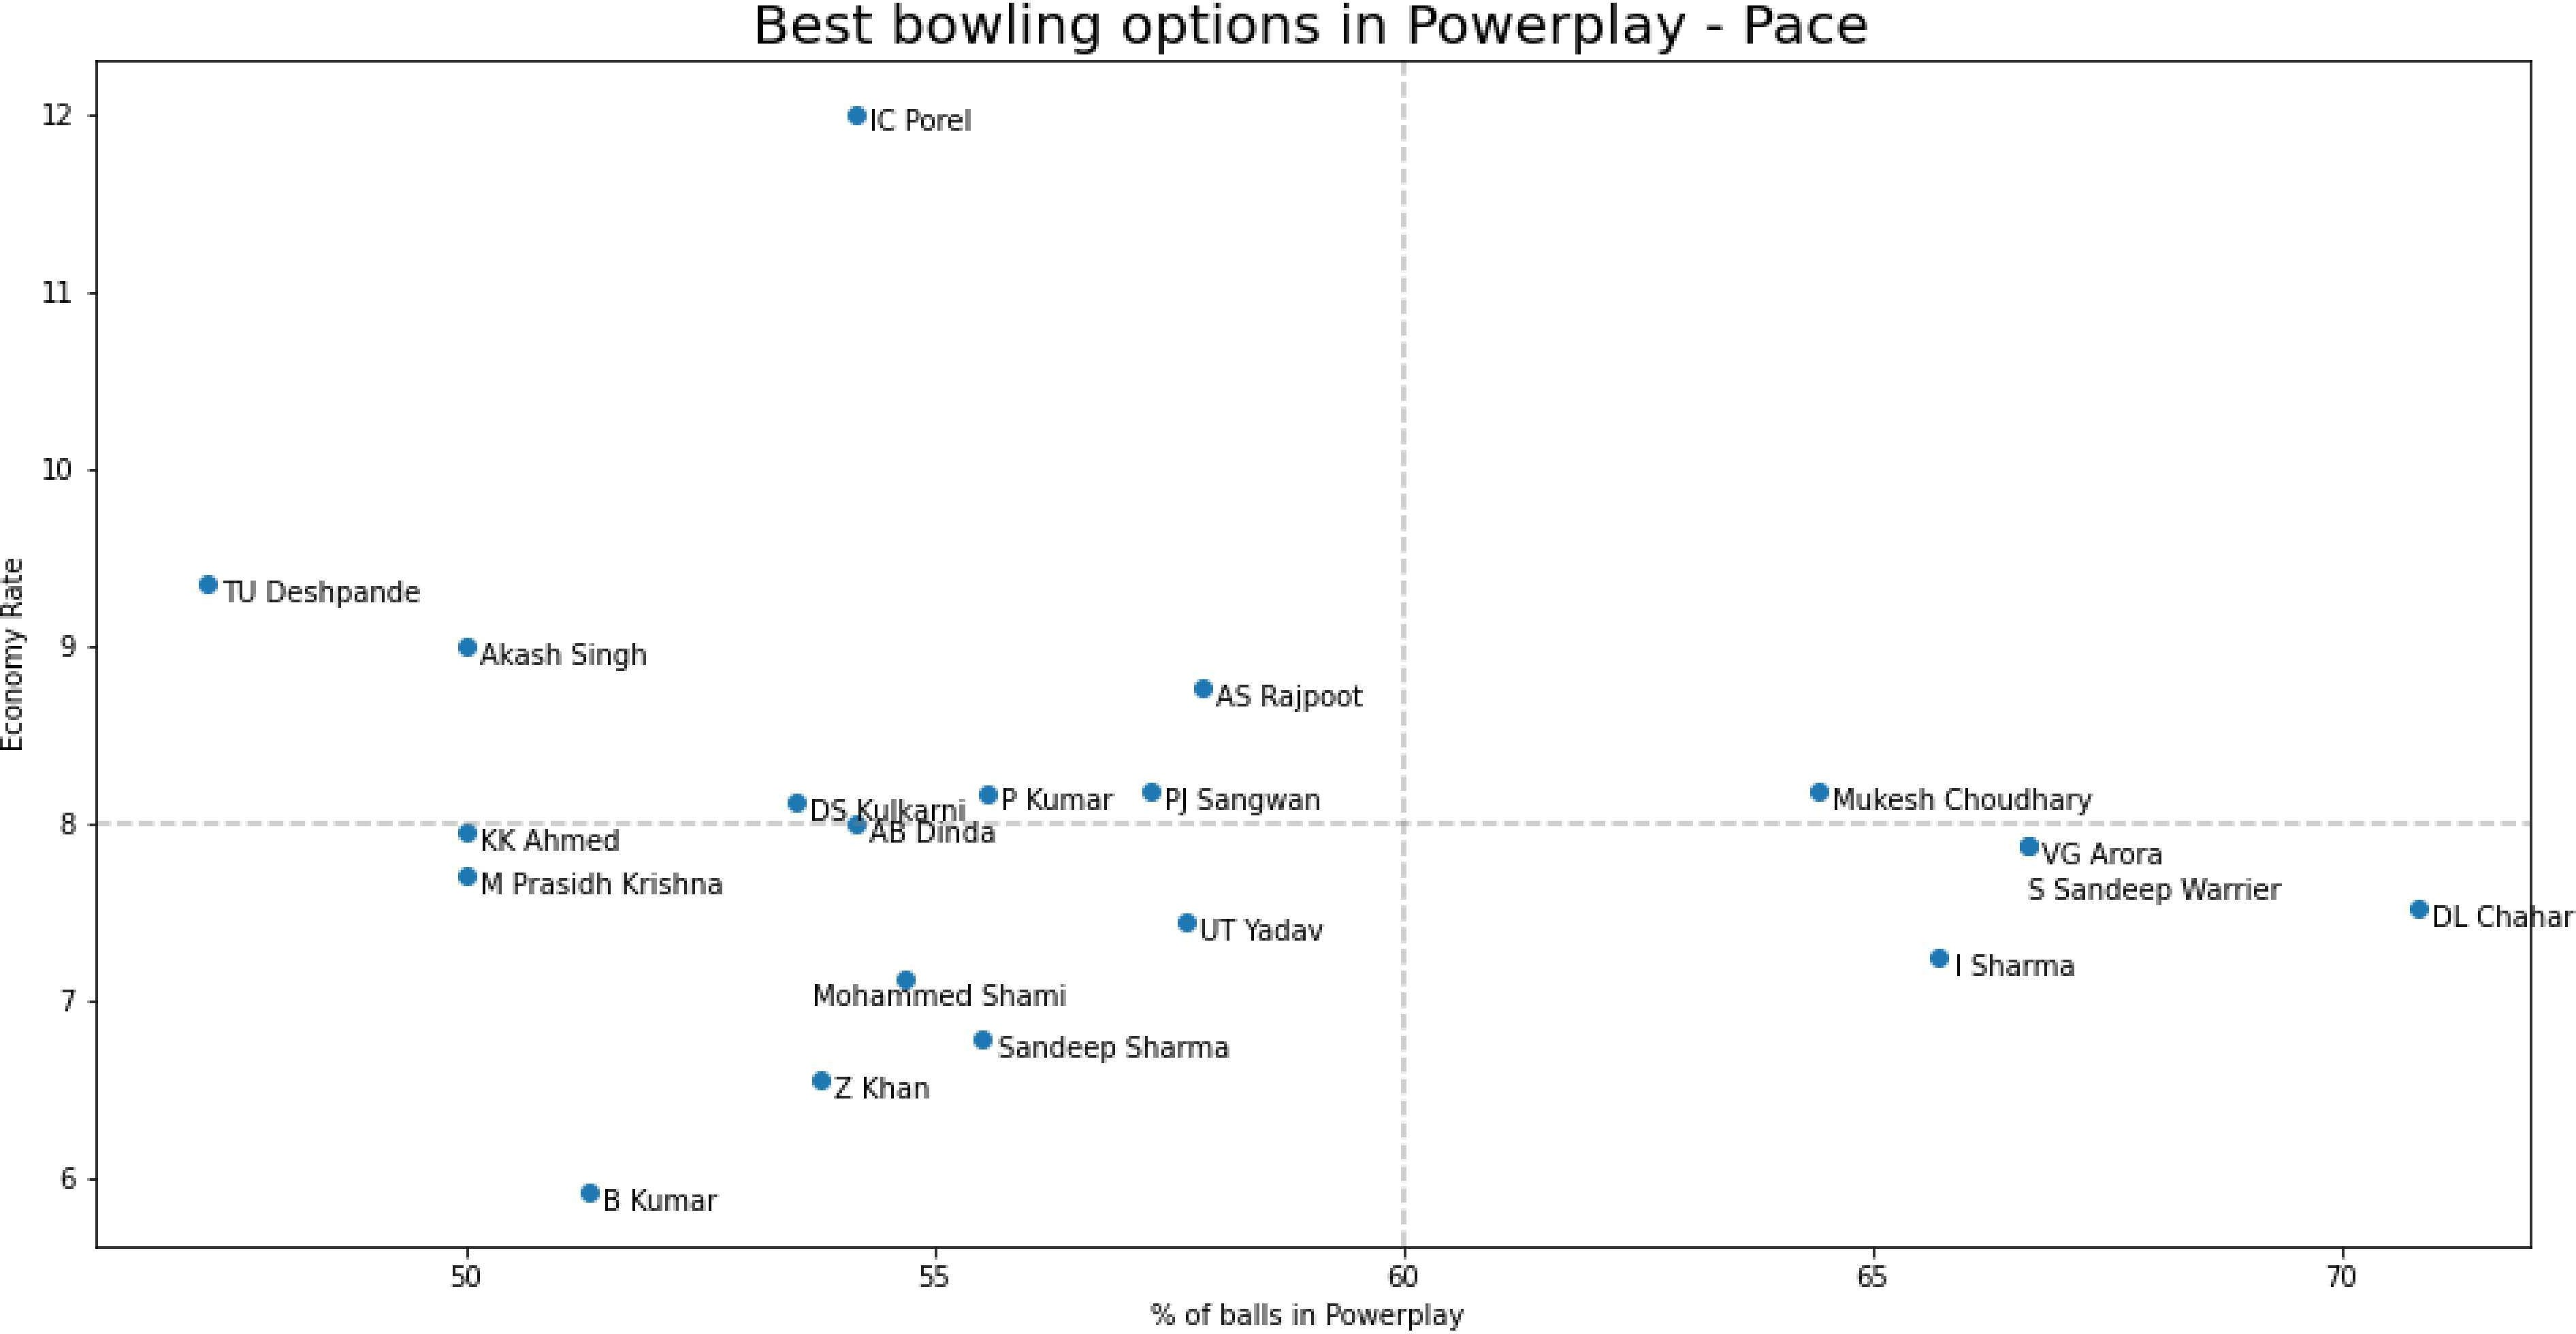 Best bowling options in Powerplay - Pace
12
IC Porel
11
10
TU Deshpande
9
Akash Singh
AS Rajpoot
DS Kulkarni
P Kumar
PJ Sangwan
Mukesh Choudhary
8
AB Dinda
KK Ahmed
VG Arora
M Prasidh Krishna
S Sandeep Warrier
DL Chahar
UT Yadav
I Sharma
7
Mohammed Shami
Sandeep Sharma
Z Khan
6
B Kumar
Economy Rate
50 55 60 65 70
% of balls in Powerplay